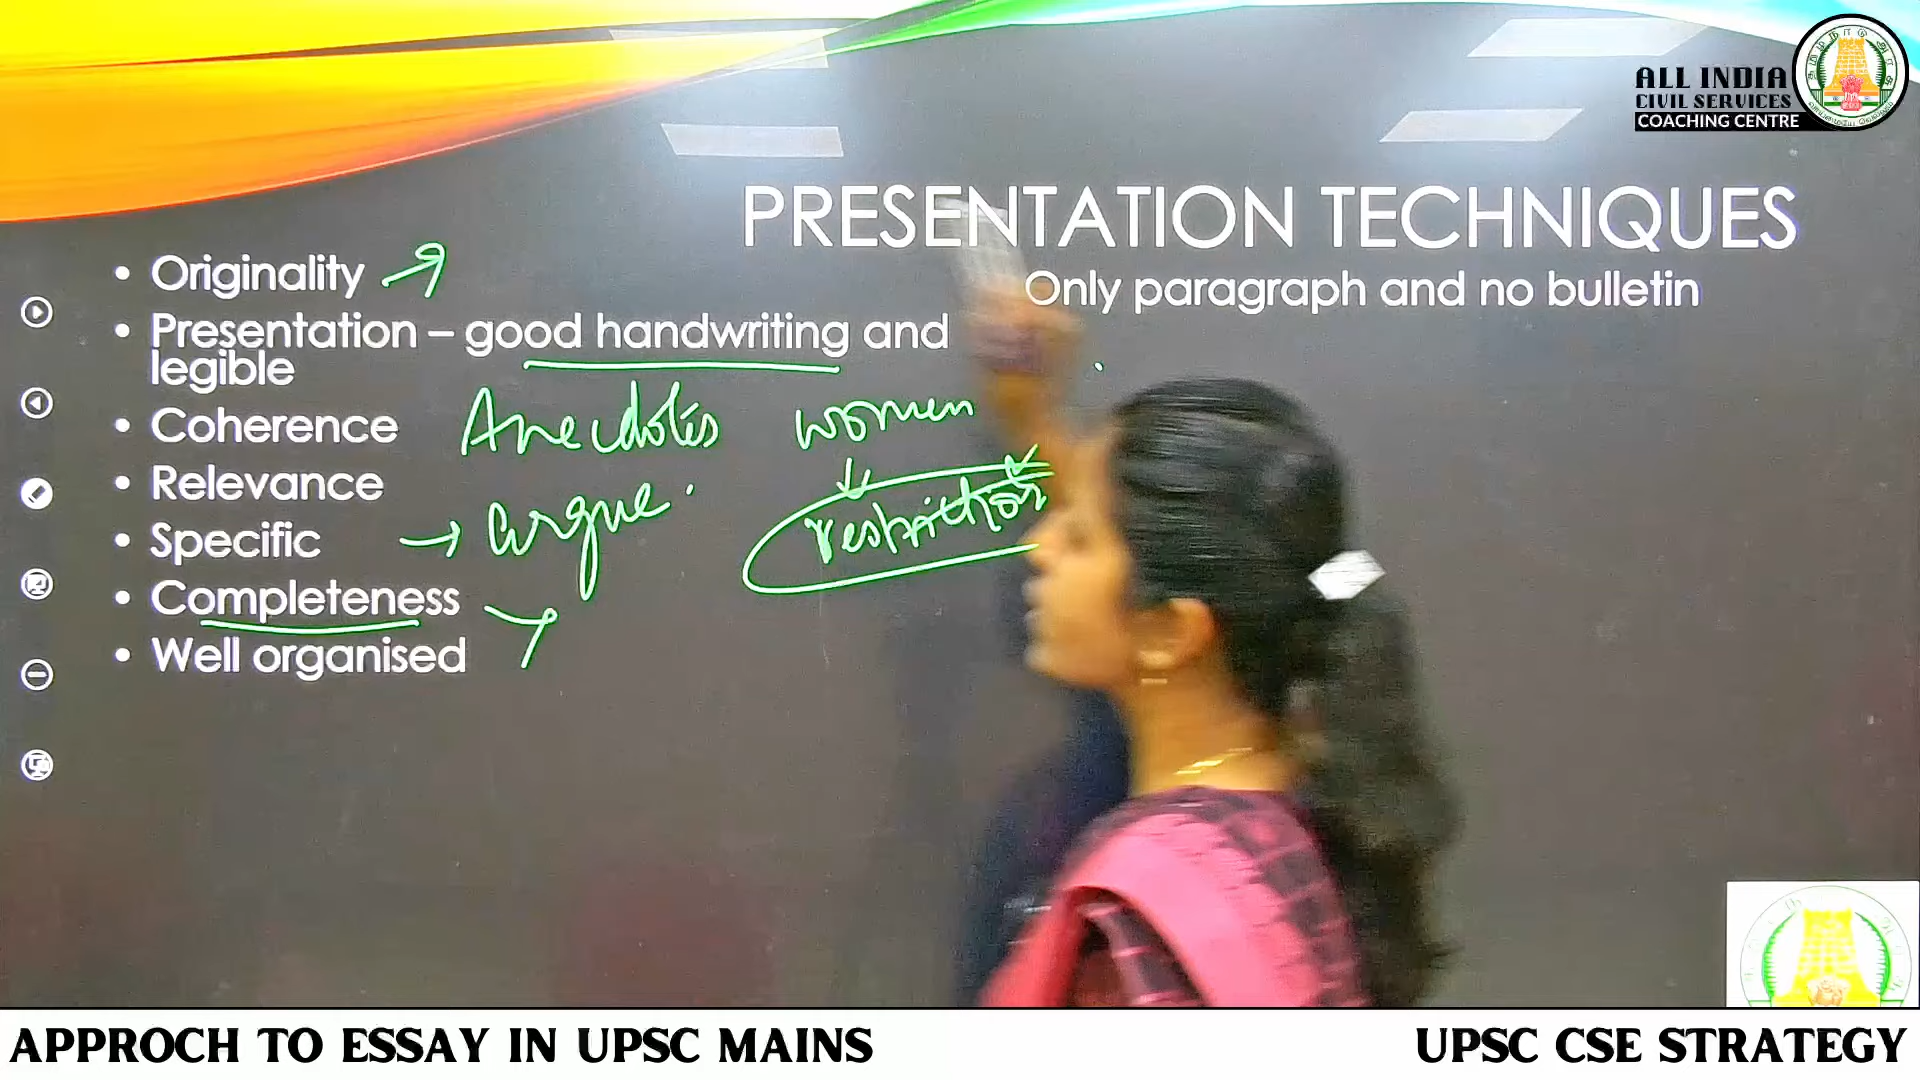 ALL INDIA
CIVIL SERVICES
COACHING CENTRE
PRESENTATION TECHNIQUES
Only paragraph and no bulletin
• Originality
• Presentation – good handwriting and
legible
• Coherence
• Relevance
• Specific
• Completeness
• Well organised
Anecdotes women
→ argue.
restriction
APPROCH TO ESSAY IN UPSC MAINS
UPSC CSE STRATEGY